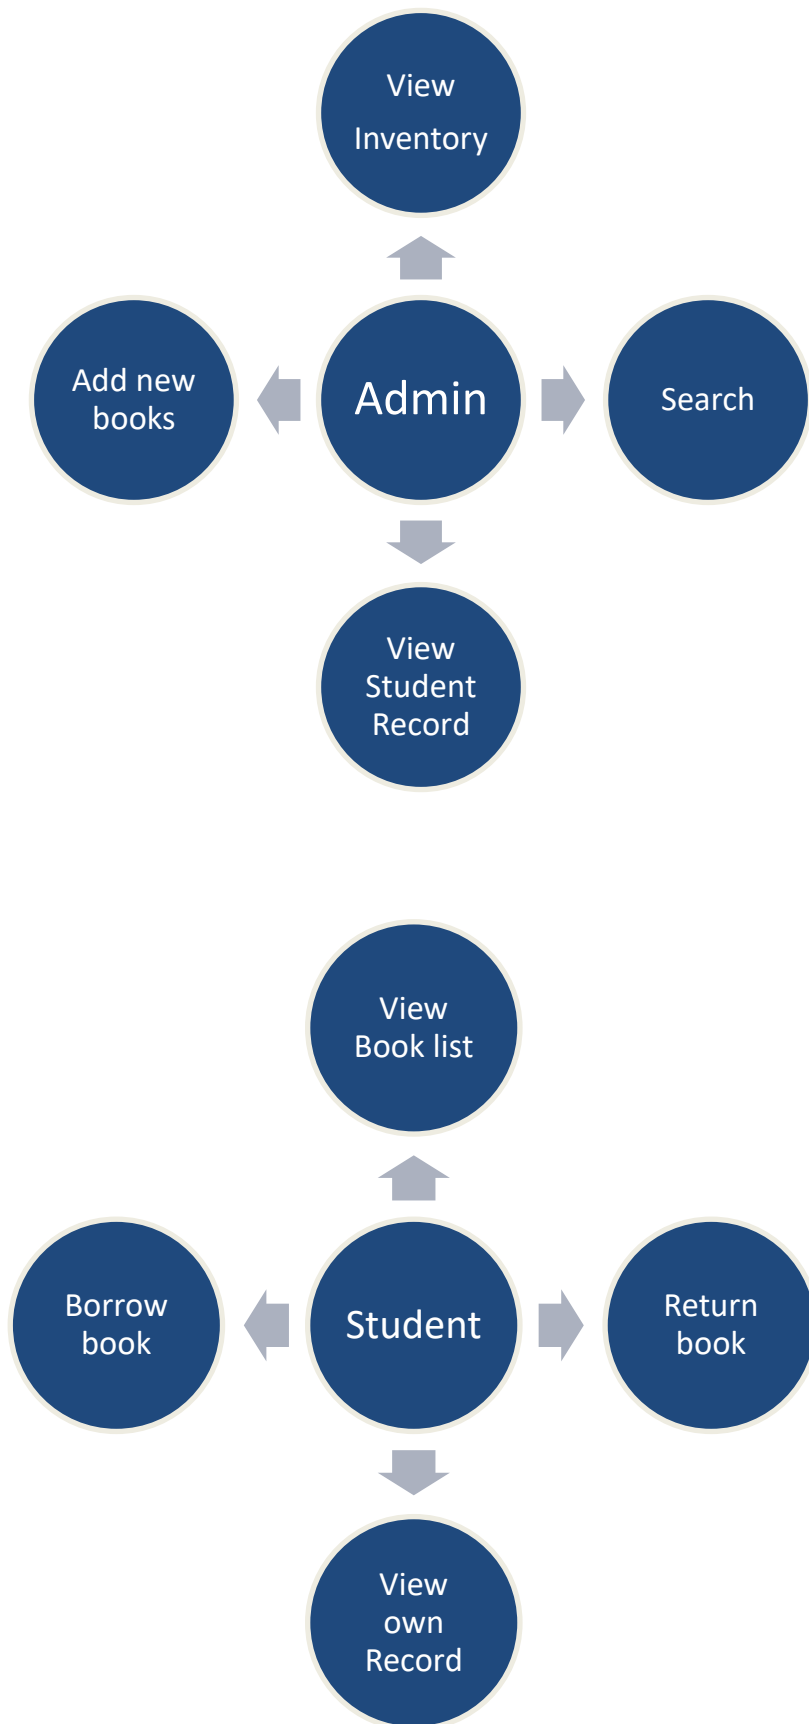 View
Inventory
Add new
books
Admin
Search
View
Student
Record
View
Book list
Borrow
book
Student
Return
book
View
own
Record